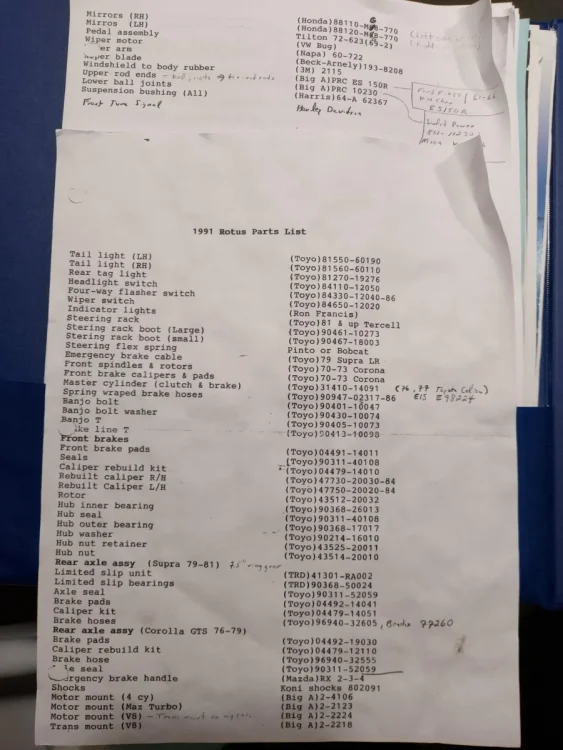 Mirrors (RH) (Honda)88110-M G -770
Mirros (LH) (Honda)88120-M -770
Pedal assembly Tilton 72-623(63-2)
Wiper motor (VW Bug)
er arm (Napa) 60-722
blade (Beck-Arnely)193-8208
Windshield to body rubber (3M) 2115
Upper rod ends (Big A)PRC ES 150R
Lower ball joints (Big A)PRC 10230
Suspension bushing (All) (Harris)64-A 62367
Front Turn Signal Harley Davidson
ES150R
1991 Rotus Parts List
Tail light (LH) (Toyo)81550-60190
Tail light (RH) (Toyo)81560-60110
Rear tag light (Toyo)81270-19276
Headlight switch (Toyo)84110-12050
Four-way flasher switch (Toyo)84330-12040-86
Wiper switch (Toyo)84650-12020
Indicator lights (Ron Francis)
Steering rack (Toyo)81 & up Tercell
Stering rack boot (Large) (Toyo)90461-10273
Stering rack boot (small) (Toyo)90467-18003
Steering flex spring Pinto or Bobcat
Emergency brake cable (Toyo)79 Supra LR
Front spindles & rotors (Toyo)70-73 Corona
Front brake calipers & pads (Toyo)70-73 Corona
Master cylinder (clutch & brake) (Toyo)31410-14091 (76, 77 Toyota
Spring wraped brake hoses (Toyo)90947-02317-86 EIS
Banjo bolt (Toyo)90401-10047
Banjo bolt washer (Toyo)90430-10074
Banjo T (Toyo)90405-10073
ke line T (Toyo)90413-10098
Front brakes
Front brake pads (Toyo)04491-14011
Seals (Toyo)90311-40108
Caliper rebuild kit (Toyo)04479-14010
Rebuilt caliper R/H (Toyo)47730-20030-84
Rebuilt Caliper L/H (Toyo)47750-20020-84
Rotor (Toyo)43512-20032
Hub inner bearing (Toyo)90368-26013
Hub seal (Toyo)90311-40108
Hub outer bearing (Toyo)90368-17017
Hub washer (Toyo)90214-16010
Hub nut retainer (Toyo)43525-20011
Hub nut (Toyo)43514-20010
Rear axle assy (Supra 79-81) 7.5" ring gear
Limited slip unit (TRD)41301-RA002
Limited slip bearings (TRD)90368-50024
Axle seal (Toyo)90311-52059
Brake pads (Toyo)04492-14041
Caliper kit (Toyo)04479-14051
Brake hoses (Toyo)96940-32605, 77260
Rear axle assy (Corolla GTS 76-79)
Brake pads (Toyo)04492-19030
Caliper rebuild kit (Toyo)04479-12110
Brake hose (Toyo)96940-32555
le seal (Toyo)90311-52059
rgency brake handle (Mazda)RX 2-3-4
Shocks Koni shocks 802091
Motor mount (4 cy) (Big A)2-4106
Motor mount (Maz Turbo) (Big A)2-2123
Motor mount (V8) (Big A)2-2224
Trans mount (V8) (Big A)2-2218